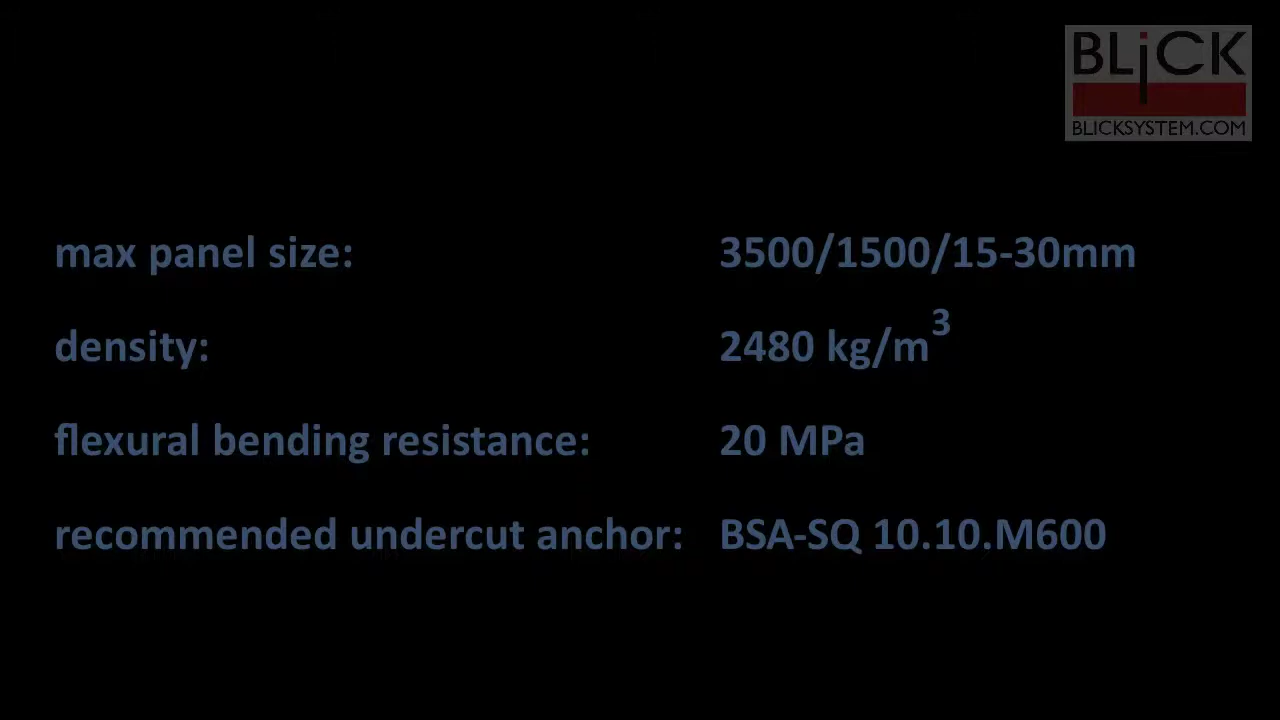 BLiCK
BLICKSYSTEM.COM
max panel size: 3500/1500/15-30mm
density: 2480 kg/m³
flexural bending resistance: 20 MPa
recommended undercut anchor: BSA-SQ 10.10.M600